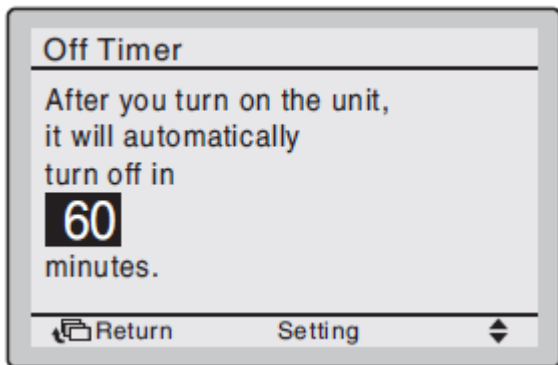 Off Timer
After you turn on the unit,
it will automatically
turn off in
60
minutes.
Return Setting